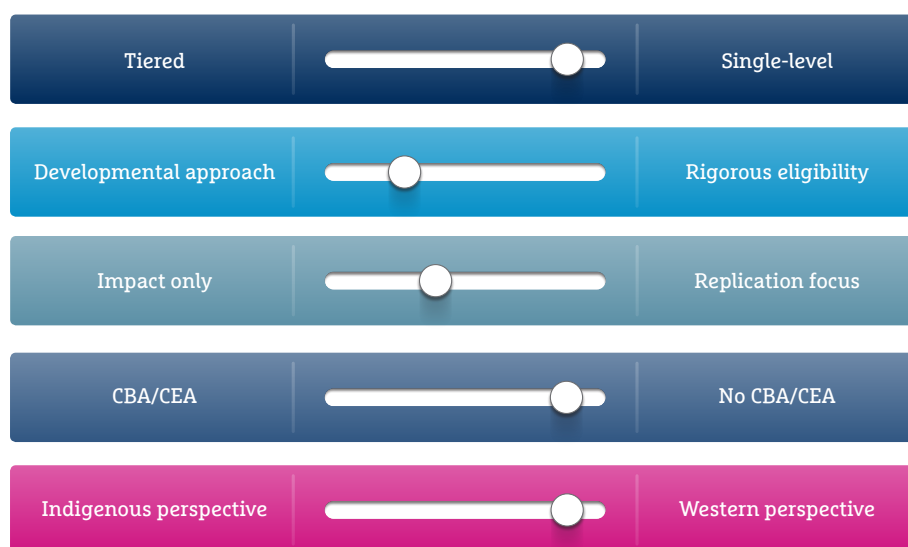 Tiered
Single-level
Developmental approach
Rigorous eligibility
Impact only
Replication focus
CBA/CEA
No CBA/CEA
Indigenous perspective
Western perspective